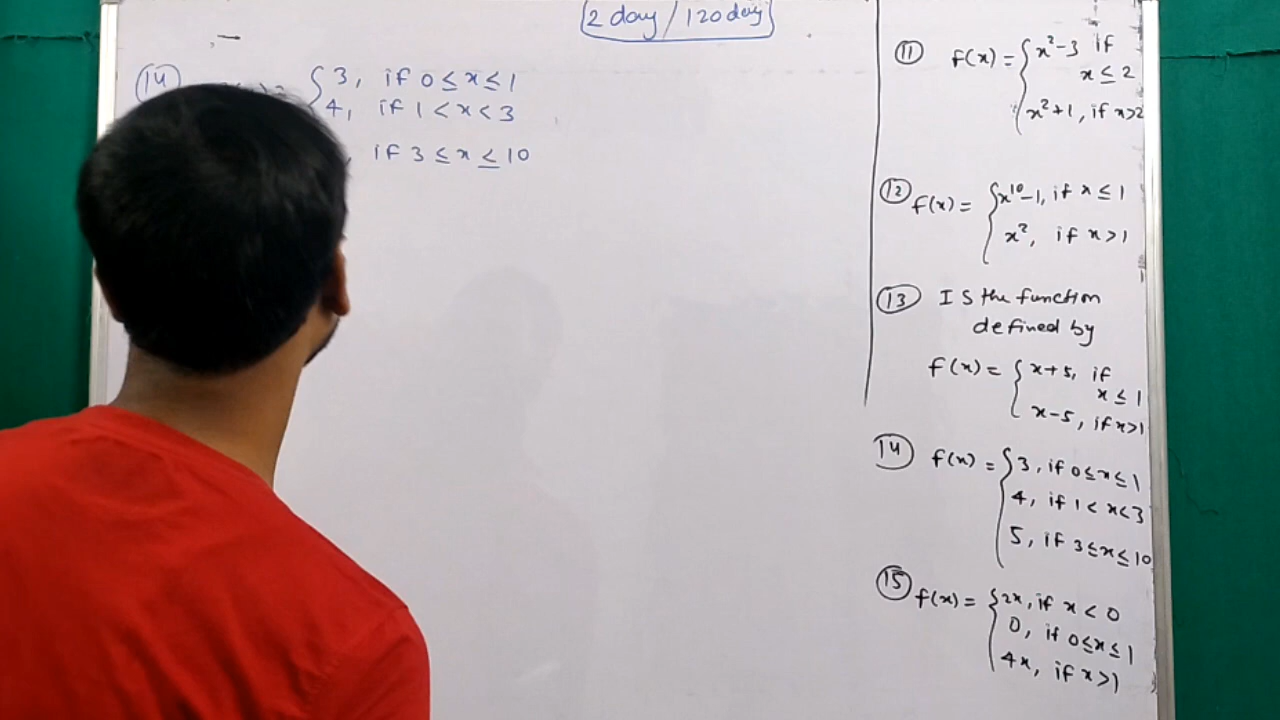 2 day / 120 day
14
3, if 0 ≤ x ≤ 1
4, if 1 < x < 3
if 3 ≤ x ≤ 10
11 f(x) = { x²-3 if
x ≤ 2
x²+1, if x>2
12 f(x) = { x¹⁰-1, if x ≤ 1
x², if x>1
13 IS the function
defined by
f(x) = { x+5, if
x ≤ 1
x-5, if x>1
14 f(x) = { 3, if 0≤x≤1
4, if 1< x<3
5, if 3≤x≤10
15 f(x) = { 2x, if x < 0
0, if 0≤x≤1
4x, if x>1